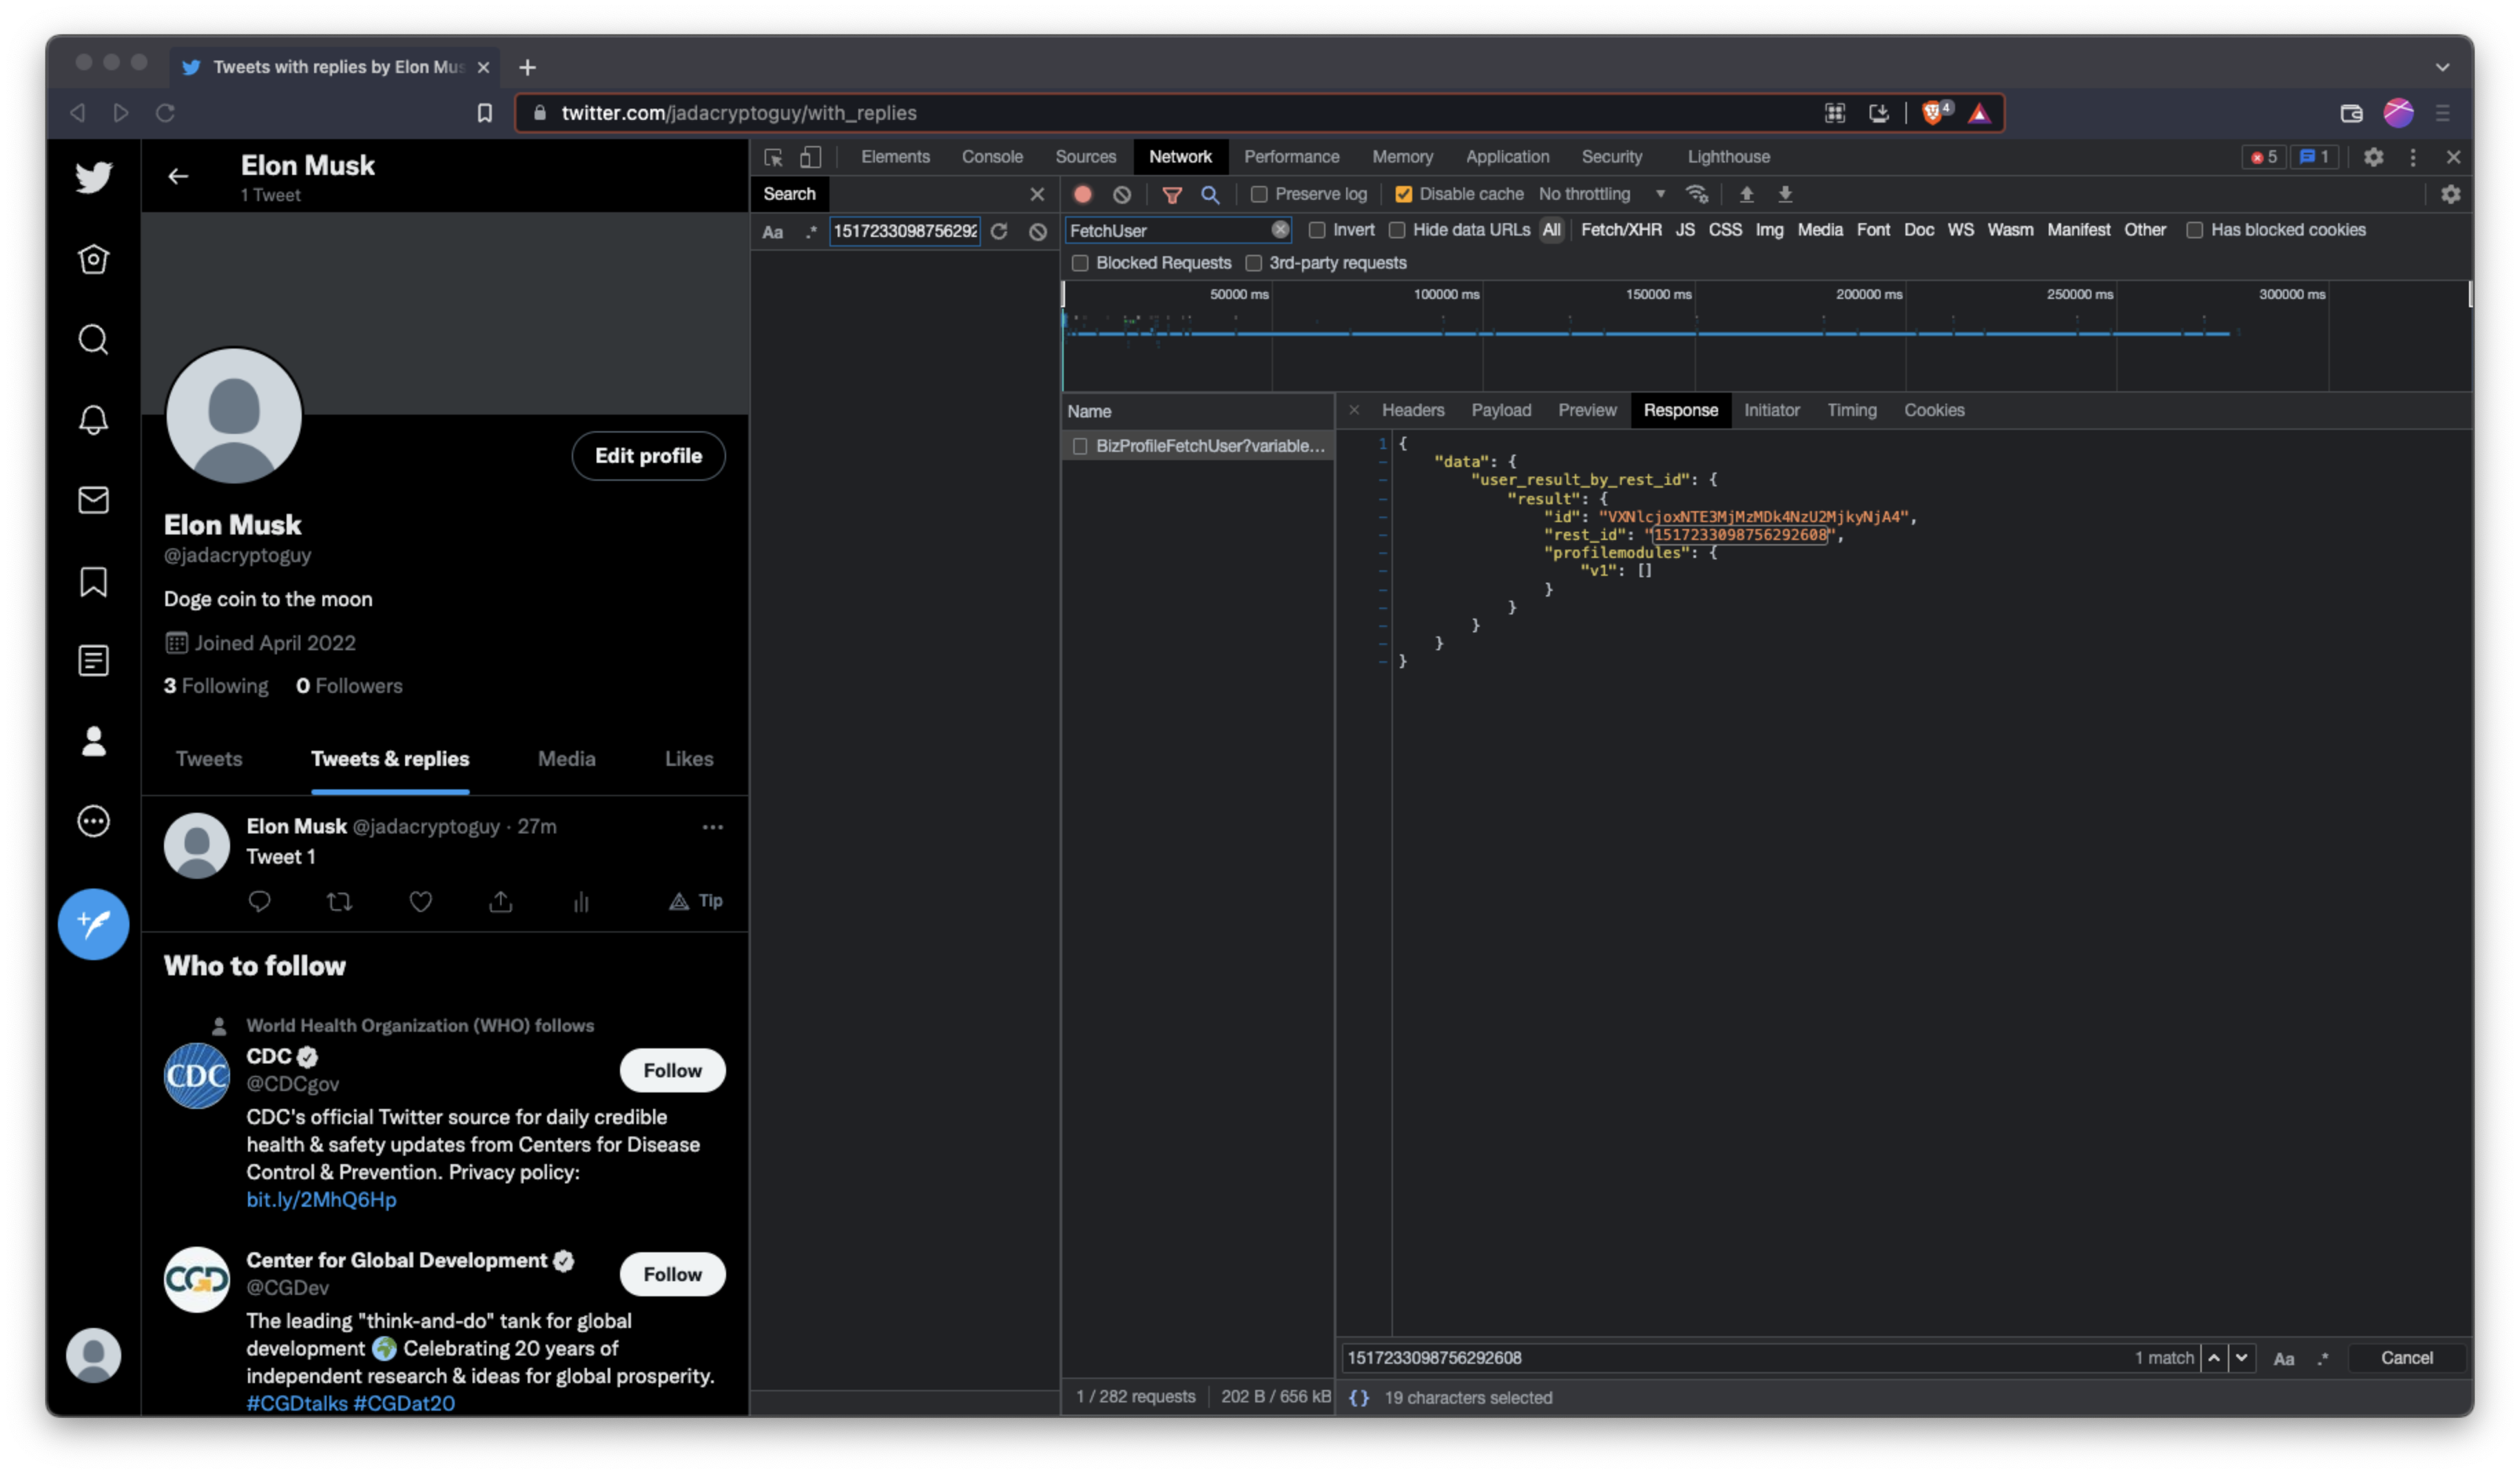 Tweets with replies by Elon Mus
twitter.com/jadacryptoguy/with_replies
4
Elon Musk
1 Tweet
Edit profile
Elon Musk
@jadacryptoguy
Doge coin to the moon
Joined April 2022
3 Following 0 Followers
Tweets Tweets & replies Media Likes
Elon Musk @jadacryptoguy · 27m
Tweet 1
Tip
Who to follow
World Health Organization (WHO) follows
CDC
CDC
@CDCgov
Follow
CDC's official Twitter source for daily credible
health & safety updates from Centers for Disease
Control & Prevention. Privacy policy:
bit.ly/2MhQ6Hp
CGD
Center for Global Development
@CGDev
Follow
The leading "think-and-do" tank for global
development 🌍 Celebrating 20 years of
independent research & ideas for global prosperity.
#CGDtalks #CGDat20
Elements Console Sources Network Performance Memory Application Security Lighthouse 5 1
Search
Aa .* 1517233098756292
Preserve log Disable cache No throttling
FetchUser Invert Hide data URLs All Fetch/XHR JS CSS Img Media Font Doc WS Wasm Manifest Other Has blocked cookies
Blocked Requests 3rd-party requests
50000 ms 100000 ms 150000 ms 200000 ms 250000 ms 300000 ms
Name
BizProfileFetchUser?variable...
1 / 282 requests 202 B / 656 kB
Headers Payload Preview Response Initiator Timing Cookies
1 {
"data": {
"user_result_by_rest_id": {
"result": {
"id": "VXNlcjoxNTE3MjMzMDk4NzU2MjkyNjA4",
"rest_id": "1517233098756292608",
"profilemodules": {
"v1": []
}
}
}
}
}
1517233098756292608 1 match Aa .* Cancel
{} 19 characters selected